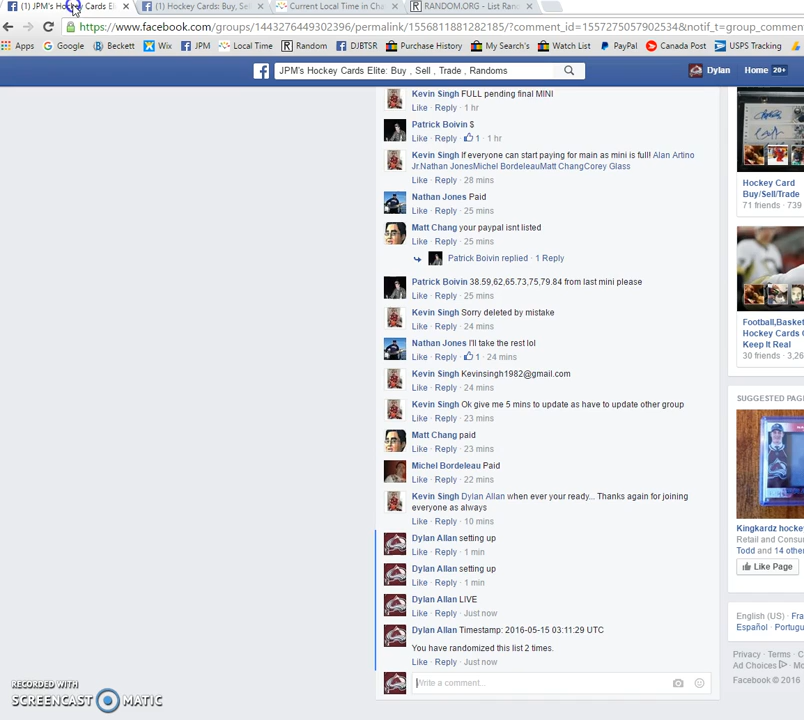 (1) JPM's Hockey Cards El
(1) Hockey Cards: Buy, Sel
Current Local Time in Cha
RANDOM.ORG - List Ran
https://www.facebook.com/groups/1443276449302396/permalink/1556811881282185/?comment_id=1557275057902534&notif_t=group_commen
Apps
Google
Beckett
Wix
JPM
Local Time
Random
DJBTSR
Purchase History
My Search's
Watch List
PayPal
Canada Post
USPS Tracking
JPM's Hockey Cards Elite: Buy , Sell , Trade , Randoms
Dylan
Home 20+
Kevin Singh FULL pending final MINI
Like · Reply · 1 hr
Patrick Boivin $
Like · Reply · 1 · 1 hr
Kevin Singh If everyone can start paying for main as mini is full! Alan Artino
Jr.Nathan JonesMichel BordeleauMatt ChangCorey Glass
Like · Reply · 28 mins
Nathan Jones Paid
Like · Reply · 25 mins
Matt Chang your paypal isnt listed
Like · Reply · 25 mins
Patrick Boivin replied · 1 Reply
Patrick Boivin 38.59,62,65.73,75,79.84 from last mini please
Like · Reply · 25 mins
Kevin Singh Sorry deleted by mistake
Like · Reply · 24 mins
Nathan Jones I'll take the rest lol
Like · Reply · 1 · 24 mins
Kevin Singh Kevinsingh1982@gmail.com
Like · Reply · 24 mins
Kevin Singh Ok give me 5 mins to update as have to update other group
Like · Reply · 23 mins
Matt Chang paid
Like · Reply · 23 mins
Michel Bordeleau Paid
Like · Reply · 22 mins
Kevin Singh Dylan Allan when ever your ready... Thanks again for joining
everyone as always
Like · Reply · 10 mins
Dylan Allan setting up
Like · Reply · 1 min
Dylan Allan setting up
Like · Reply · 1 min
Dylan Allan LIVE
Like · Reply · Just now
Dylan Allan Timestamp: 2016-05-15 03:11:29 UTC
You have randomized this list 2 times.
Like · Reply · Just now
Write a comment...
Hockey Card
Buy/Sell/Trade
71 friends · 739
Football,Basket
Hockey Cards
Keep It Real
30 friends · 3,26
SUGGESTED PAG
Kingkardz hocke
Retail and Consu
Todd and 14 othe
Like Page
English (US) · Fra
Español · Portugu
Privacy · Terms · C
Ad Choices · Mo
Facebook © 2016
RECORDED WITH
SCREENCAST MATIC